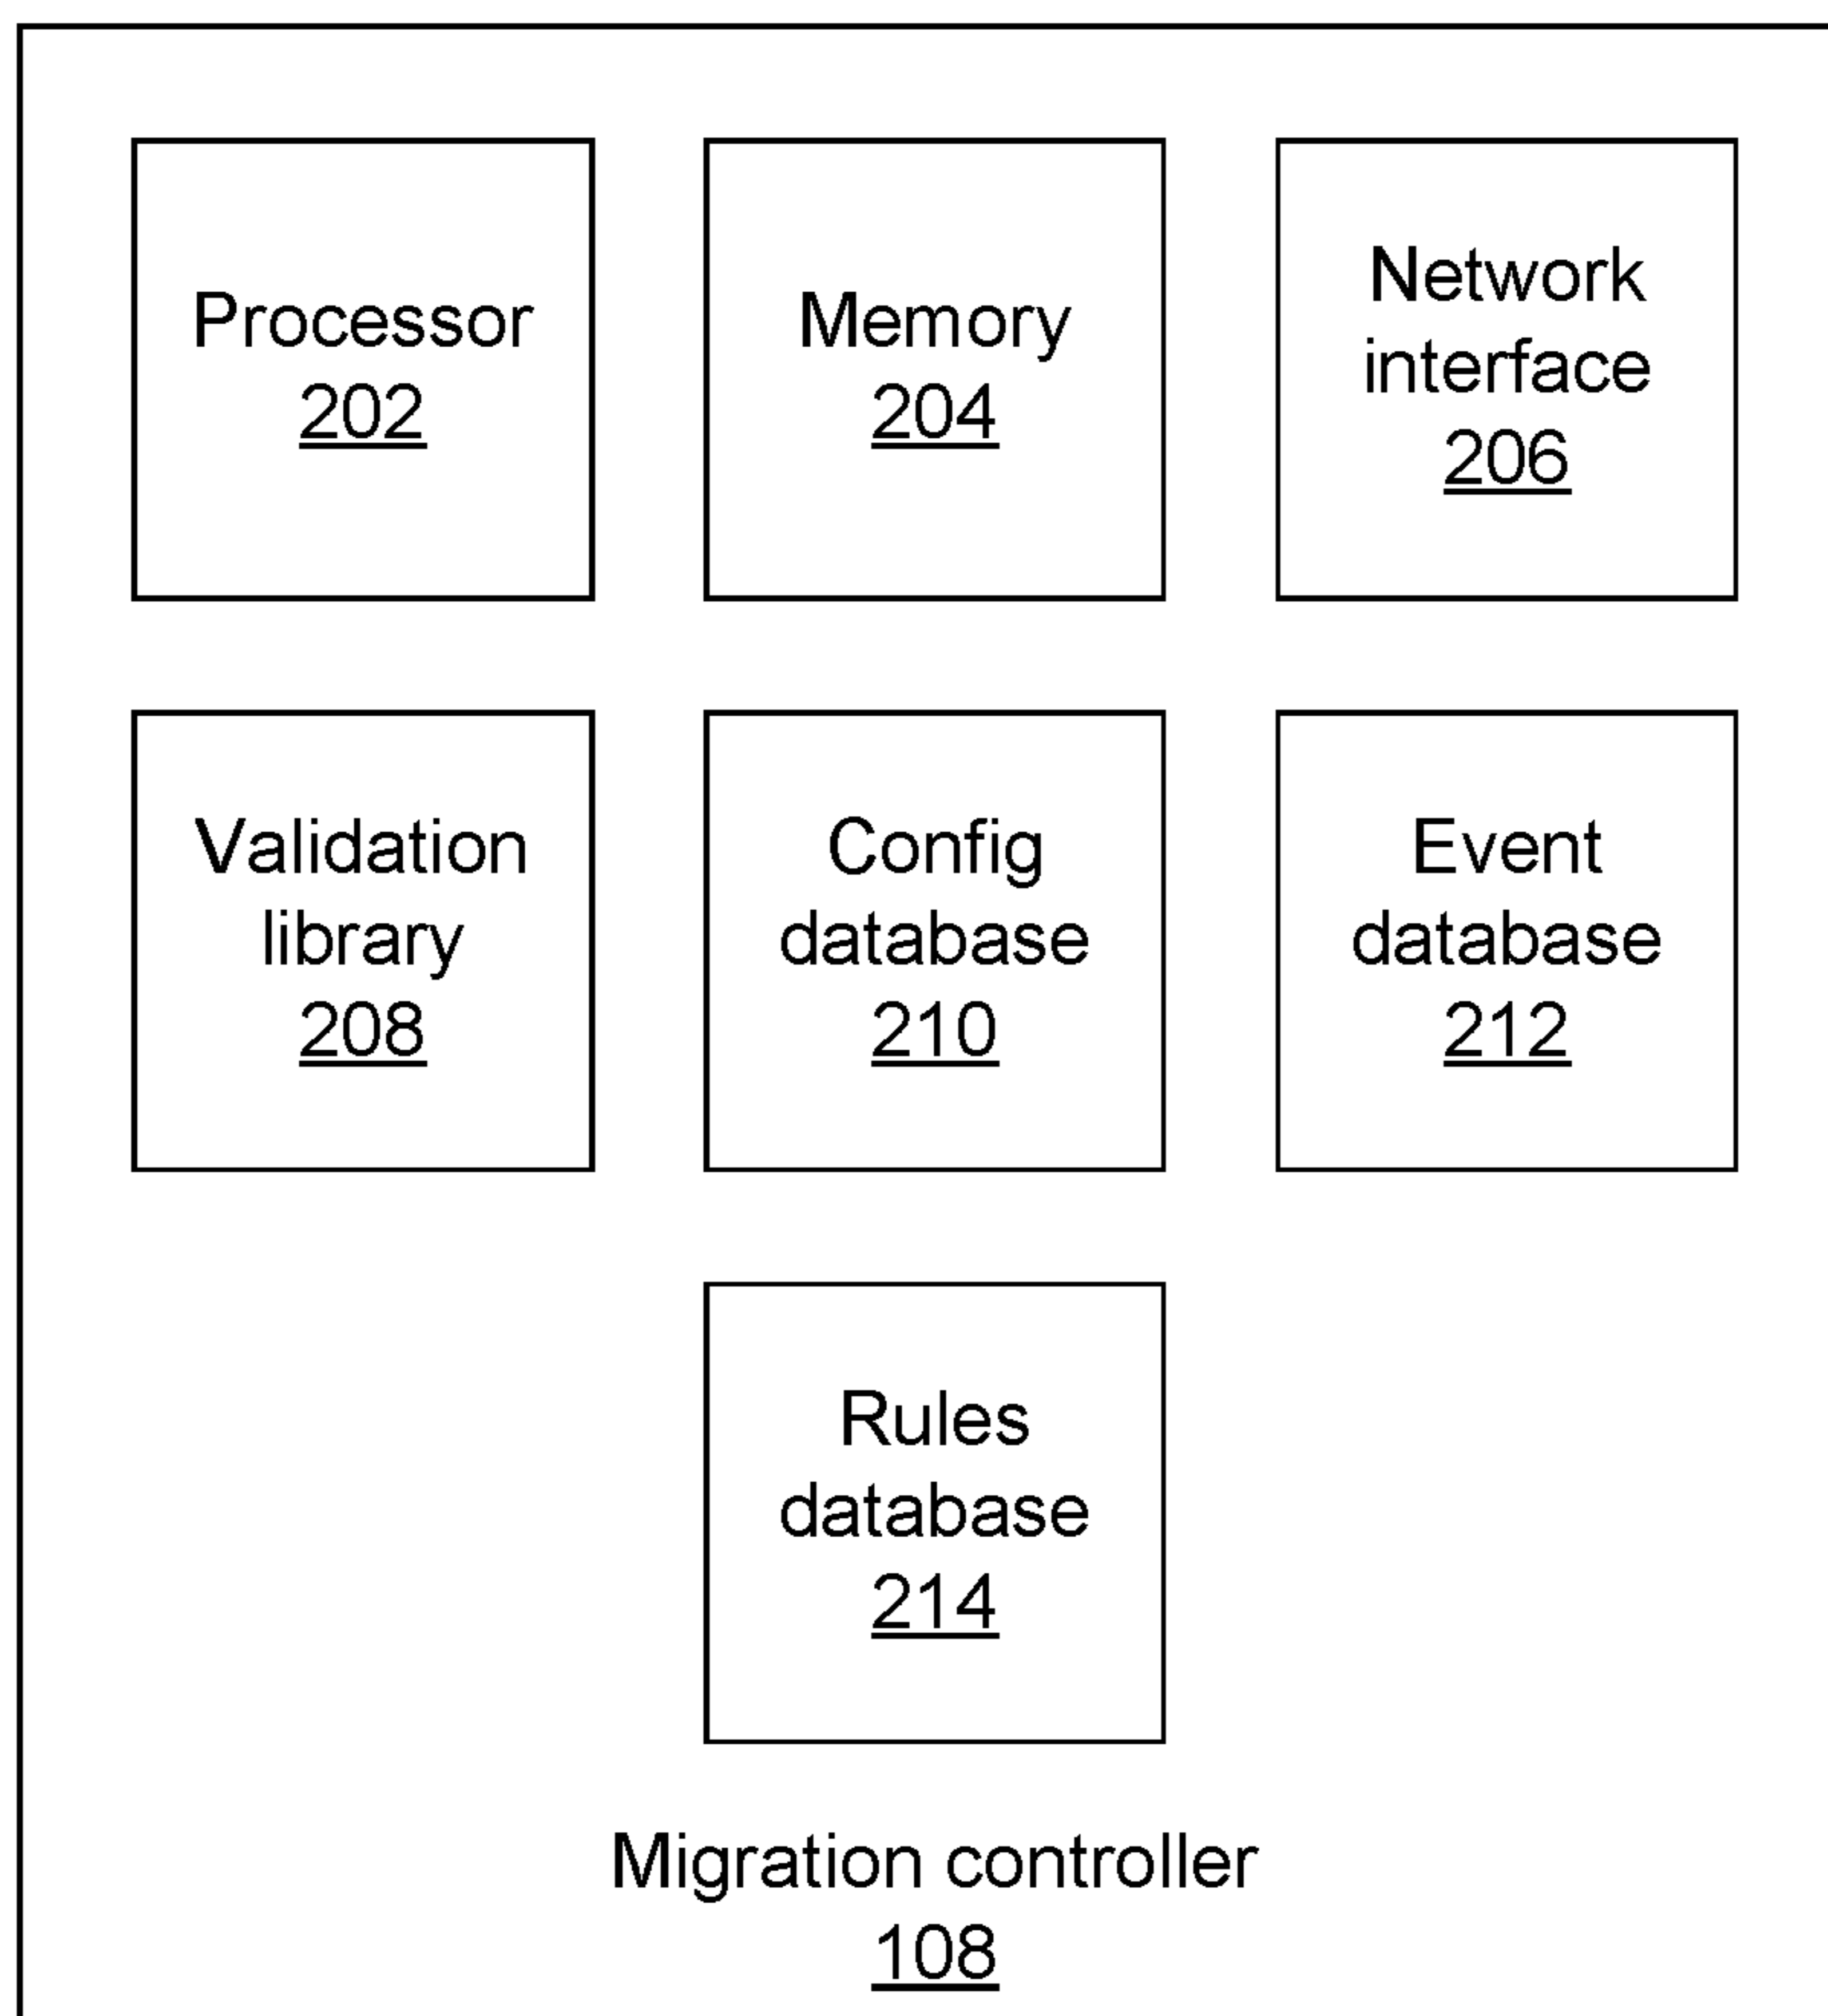 Processor
202
Memory
204
Network
interface
206
Validation
library
208
Config
database
210
Event
database
212
Rules
database
214
Migration controller
108